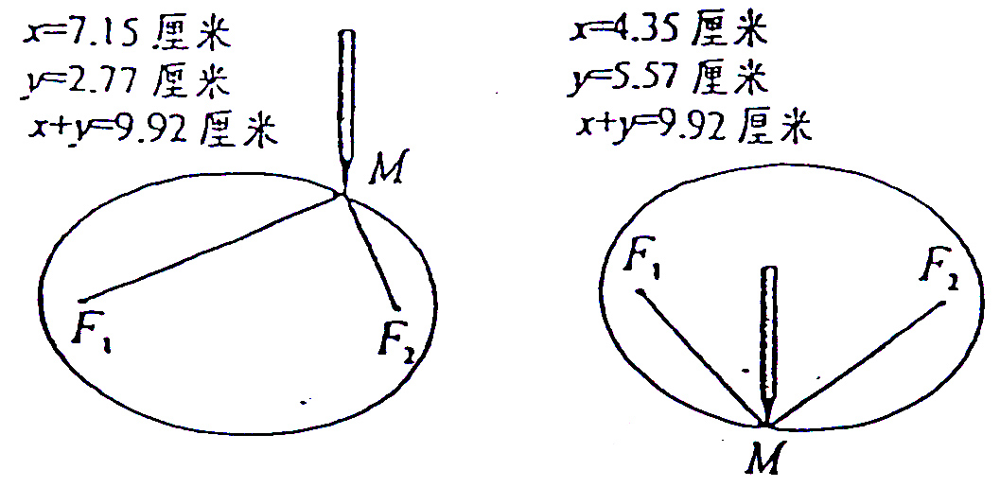 x=7.15 厘米
y=2.77 厘米
x+y=9.92 厘米
M
F₁
F₂
x=4.35 厘米
y=5.57 厘米
x+y=9.92 厘米
F₁
F₂
M